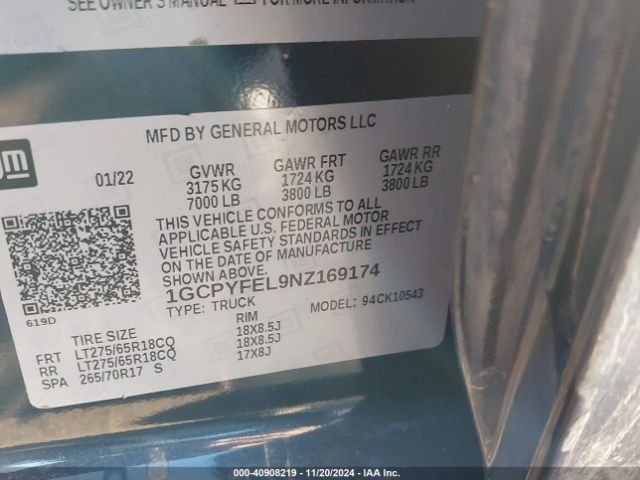 SEE OWNER'S MANUAL FOR MORE INFORMATION
gm
MFD BY GENERAL MOTORS LLC
01/22 GVWR GAWR FRT GAWR RR
3175 KG 1724 KG 1724 KG
7000 LB 3800 LB 3800 LB
THIS VEHICLE CONFORMS TO ALL
APPLICABLE U.S. FEDERAL MOTOR
VEHICLE SAFETY STANDARDS IN EFFECT
ON THE DATE OF MANUFACTURE
SHOWN ABOVE.
1GCPYFEL9NZ169174
TYPE: TRUCK MODEL: 94CK10543
619D
TIRE SIZE RIM
FRT LT275/65R18CQ 18X8.5J
RR LT275/65R18CQ 18X8.5J
SPA 265/70R17 S 17X8J
000-40908219 - 11/20/2024 - IAA Inc.